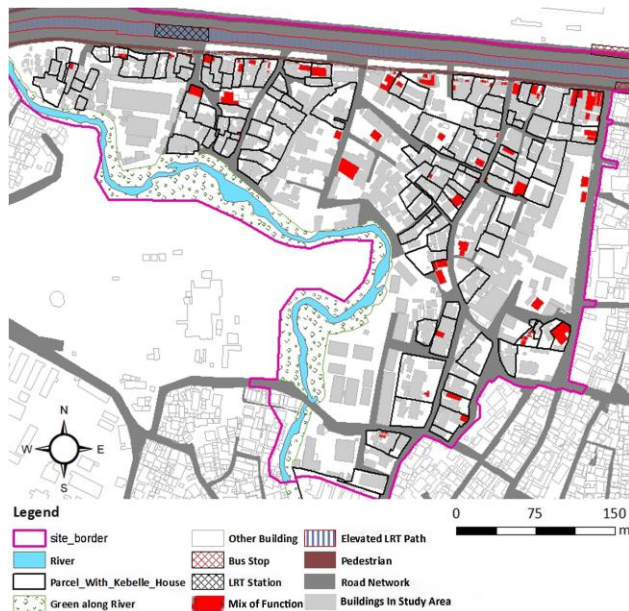 N
W E
S
Legend
0 75 150
m
site_border
Other Building
Elevated LRT Path
River
Bus Stop
Pedestrian
Parcel_With_Kebelle_House
LRT Station
Road Network
Green along River
Mix of Function
Buildings In Study Area